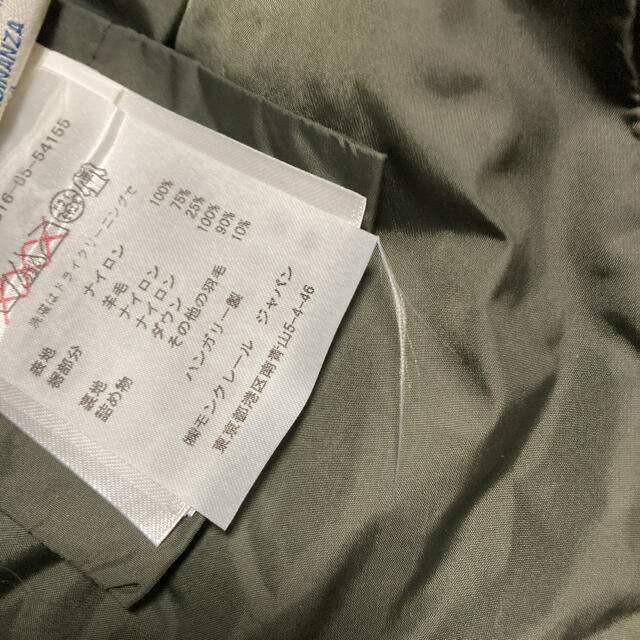 ANZA
16-05-54155
洗濯はドライクリーニングで
表地 ナイロン 100%
裾部分 羊毛 75%
ナイロン 25%
裏地 ナイロン 100%
詰め物 ダウン 90%
その他の羽毛 10%
ハンガリー製
㈱モンクレール ジャパン
東京都港区南青山5-4-46